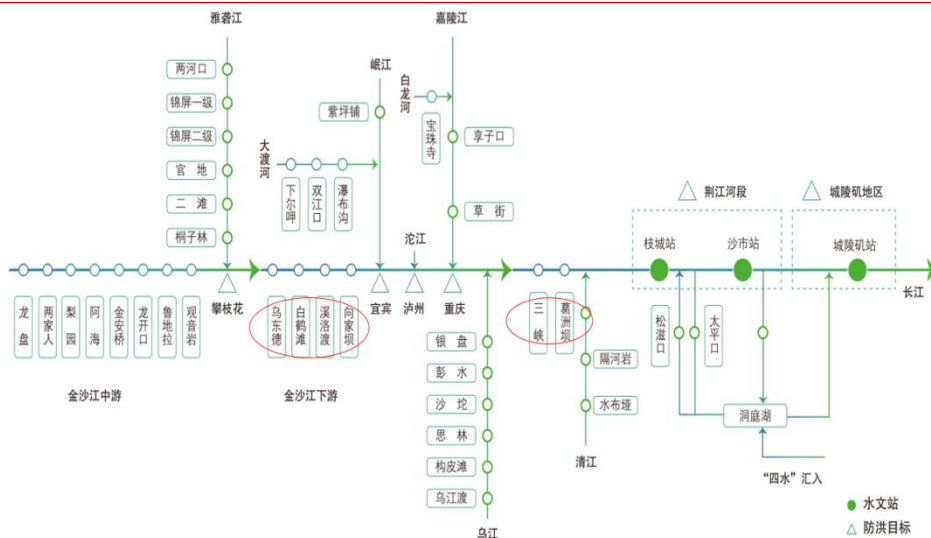 雅砻江
嘉陵江
两河口
岷江
白龙河
锦屏一级
紫坪铺
宝珠寺
亭子口
锦屏二级
大渡河
官 地
下尔呷
双江口
瀑布沟
荆江河段
城陵矶地区
二 滩
草 街
桐子林
沱江
枝城站
沙市站
城陵矶站
长江
龙盘
两家人
梨园
阿海
金安桥
龙开口
鲁地拉
观音岩
攀枝花
乌东德
白鹤滩
溪洛渡
向家坝
宜宾
泸州
重庆
三峡
葛洲坝
松滋口
太平口
银 盘
隔河岩
彭 水
金沙江中游
金沙江下游
沙 坨
水布垭
洞庭湖
思 林
清江
构皮滩
“四水”汇入
乌江渡
水文站
乌江
防洪目标